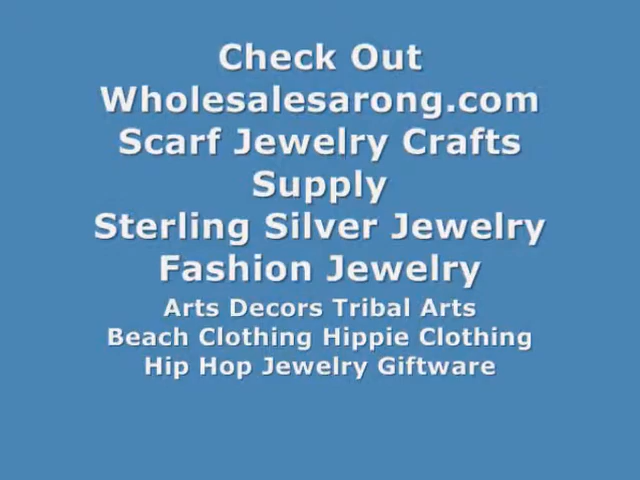 Check Out
Wholesalesarong.com
Scarf Jewelry Crafts
Supply
Sterling Silver Jewelry
Fashion Jewelry
Arts Decors Tribal Arts
Beach Clothing Hippie Clothing
Hip Hop Jewelry Giftware